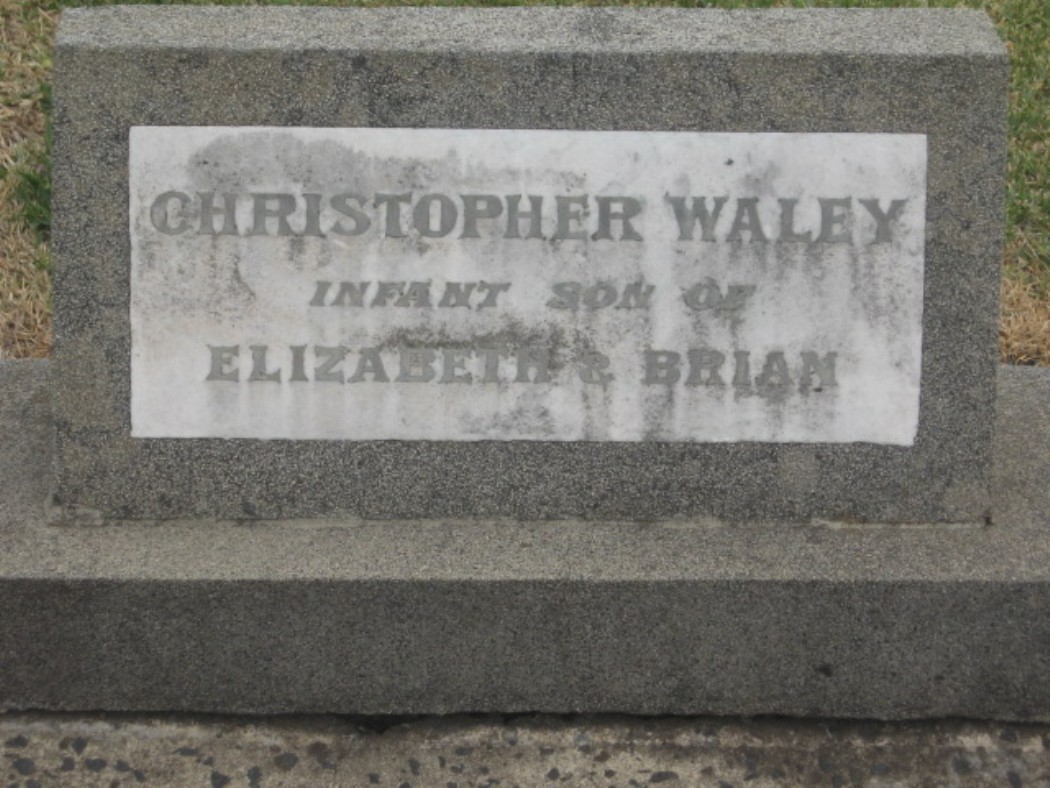 CHRISTOPHER WALEY
INFANT SON OF
ELIZABETH & BRIAN